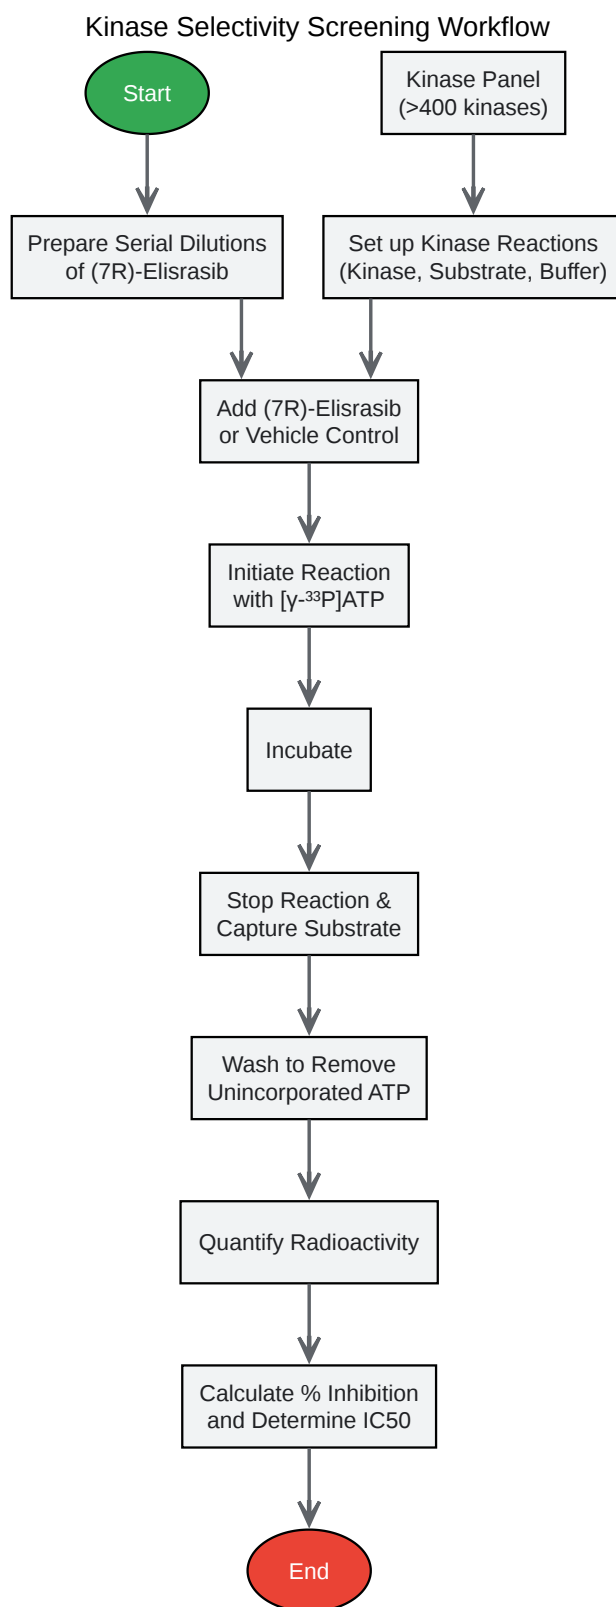 Kinase Selectivity Screening Workflow
Start
Kinase Panel
(>400 kinases)
Prepare Serial Dilutions
of (7R)-Elisrasib
Set up Kinase Reactions
(Kinase, Substrate, Buffer)
Add (7R)-Elisrasib
or Vehicle Control
Initiate Reaction
with [γ-³³P]ATP
Incubate
Stop Reaction &
Capture Substrate
Wash to Remove
Unincorporated ATP
Quantify Radioactivity
Calculate % Inhibition
and Determine IC50
End